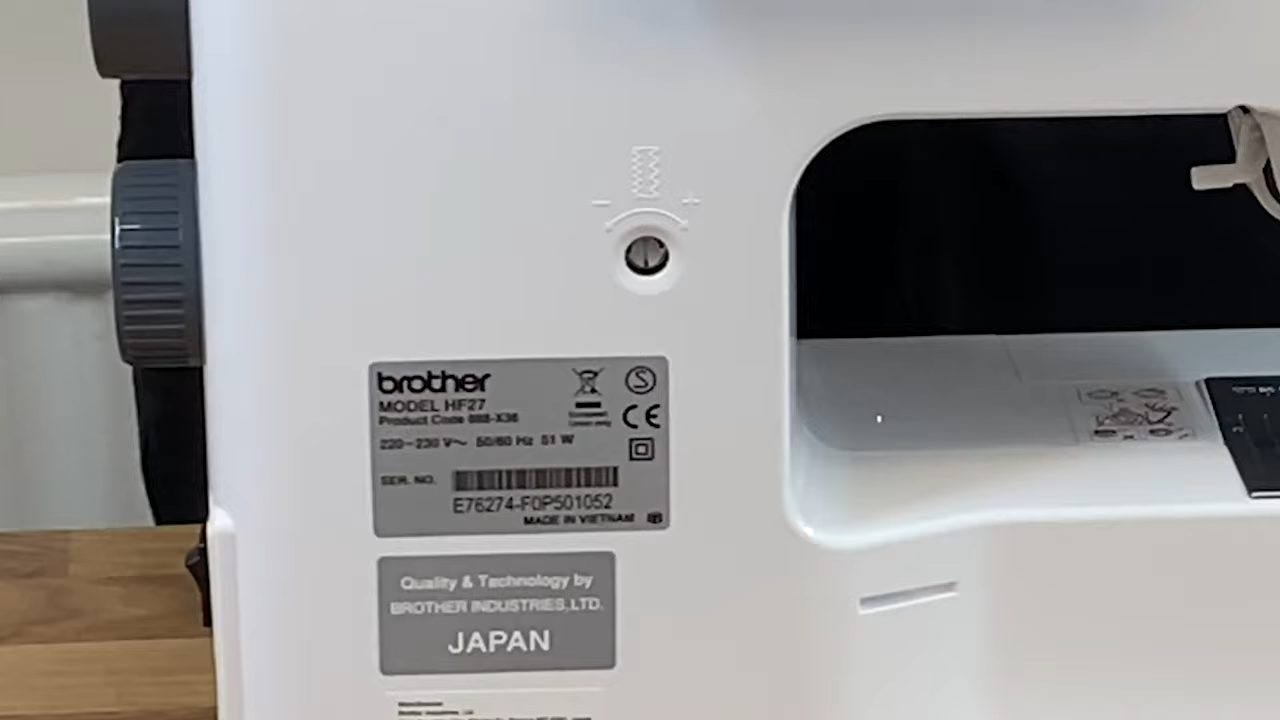 brother
MODEL HF27
Product Code 888-X36
220-230 V~ 50/60 Hz 51 W
SER. NO.
E76274-F0P501052
MADE IN VIETNAM
CE
Quality & Technology by
BROTHER INDUSTRIES,LTD.
JAPAN